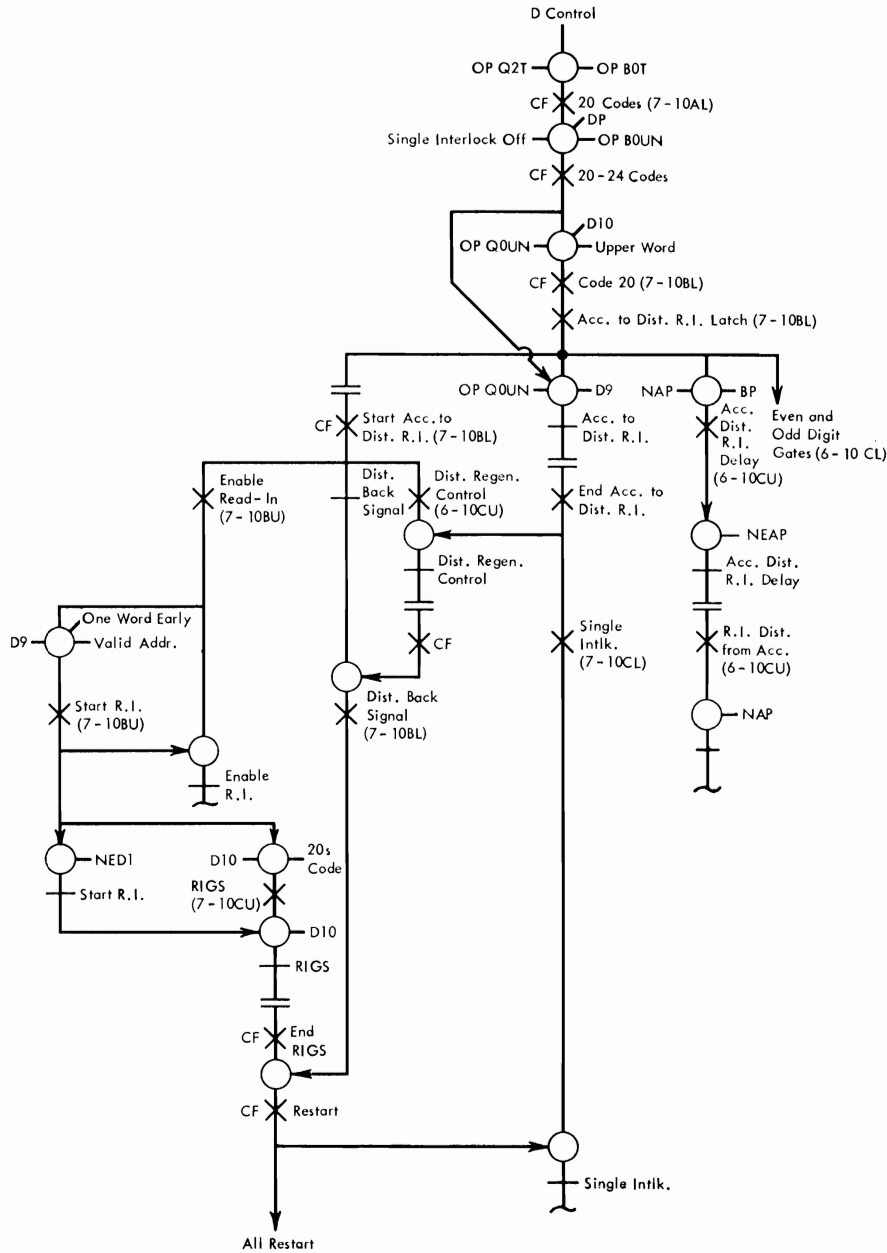 D Control
OP Q2T
OP B0T
CF
20 Codes (7-10AL)
DP
Single Interlock Off
OP B0UN
CF
20-24 Codes
D10
OP Q0UN
Upper Word
CF
Code 20 (7-10BL)
Acc. to Dist. R.I. Latch (7-10BL)
OP Q0UN
D9
NAP
BP
CF
Start Acc. to
Dist. R.I. (7-10BL)
Acc. to
Dist. R.I.
Acc.
Dist.
R.I.
Delay
(6-10CU)
Even and
Odd Digit
Gates (6-10 CL)
Enable
Read-In
(7-10BU)
Dist.
Back
Signal
Dist. Regen.
Control
(6-10CU)
End Acc. to
Dist. R.I.
NEAP
Dist. Regen.
Control
Acc. Dist.
R.I. Delay
One Word Early
D9
Valid Addr.
CF
Single
Intlk.
(7-10CL)
R.I. Dist.
from Acc.
(6-10CU)
Start R.I.
(7-10BU)
Dist. Back
Signal
(7-10BL)
NAP
Enable
R.I.
NED1
D10
20s
Code
Start R.I.
RIGS
(7-10CU)
D10
RIGS
CF
End
RIGS
CF
Restart
Single Intlk.
All Restart